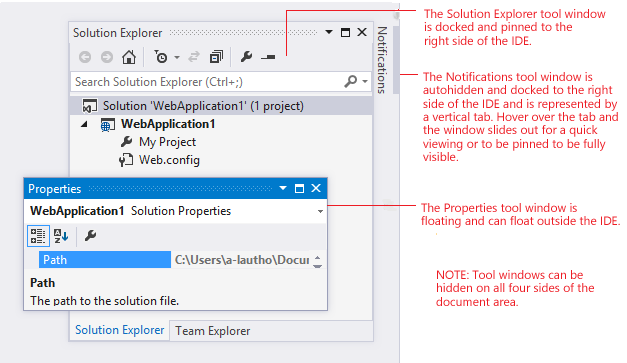 Solution Explorer
Search Solution Explorer (Ctrl+;)
Solution 'WebApplication1' (1 project)
WebApplication1
My Project
Web.config
Properties
WebApplication1 Solution Properties
Path C:\Users\a-lautho\Docu
Path
The path to the solution file.
Solution Explorer Team Explorer
Notifications
The Solution Explorer tool window
is docked and pinned to the
right side of the IDE.
The Notifications tool window is
autohidden and docked to the right
side of the IDE and is represented by
a vertical tab. Hover over the tab and
the window slides out for a quick
viewing or to be pinned to be fully
visible.
The Properties tool window is
floating and can float outside the IDE.
NOTE: Tool windows can be
hidden on all four sides of the
document area.